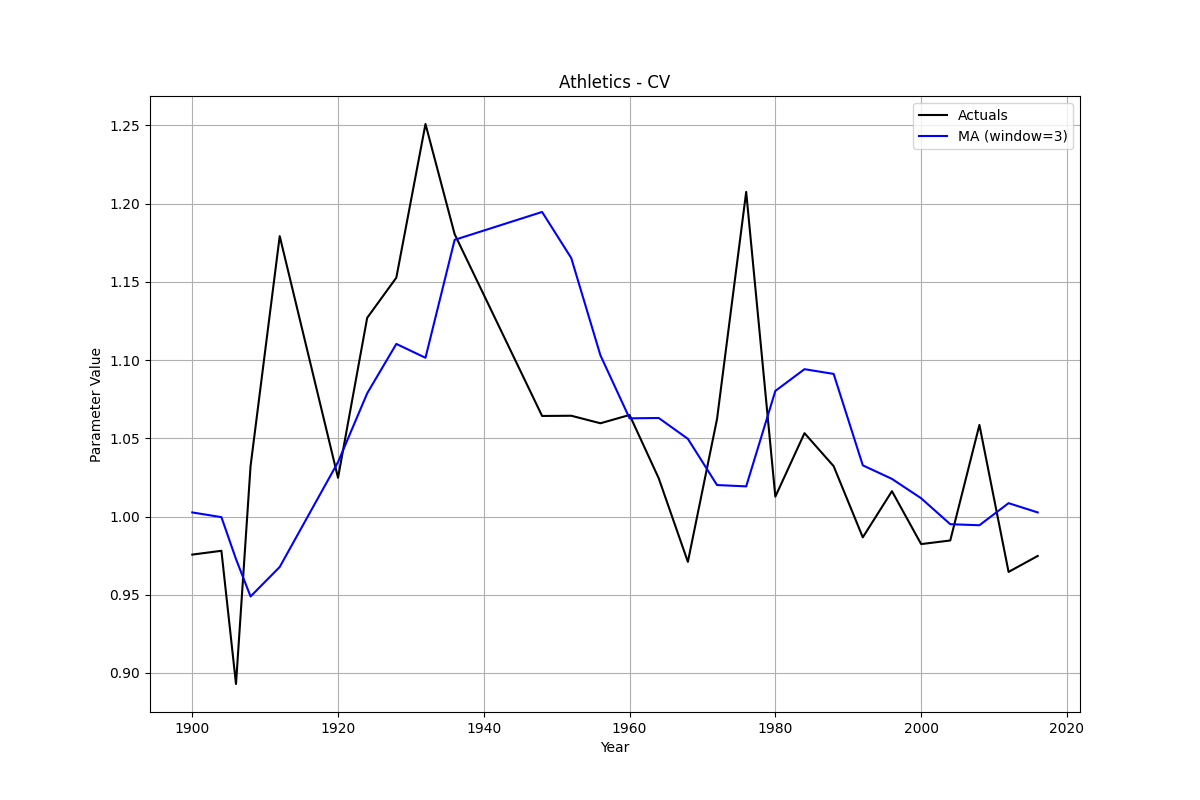 Athletics - CV
Actuals
MA (window=3)
1.25
1.20
1.15
1.10
1.05
1.00
0.95
0.90
Parameter Value
1900 1920 1940 1960 1980 2000 2020
Year